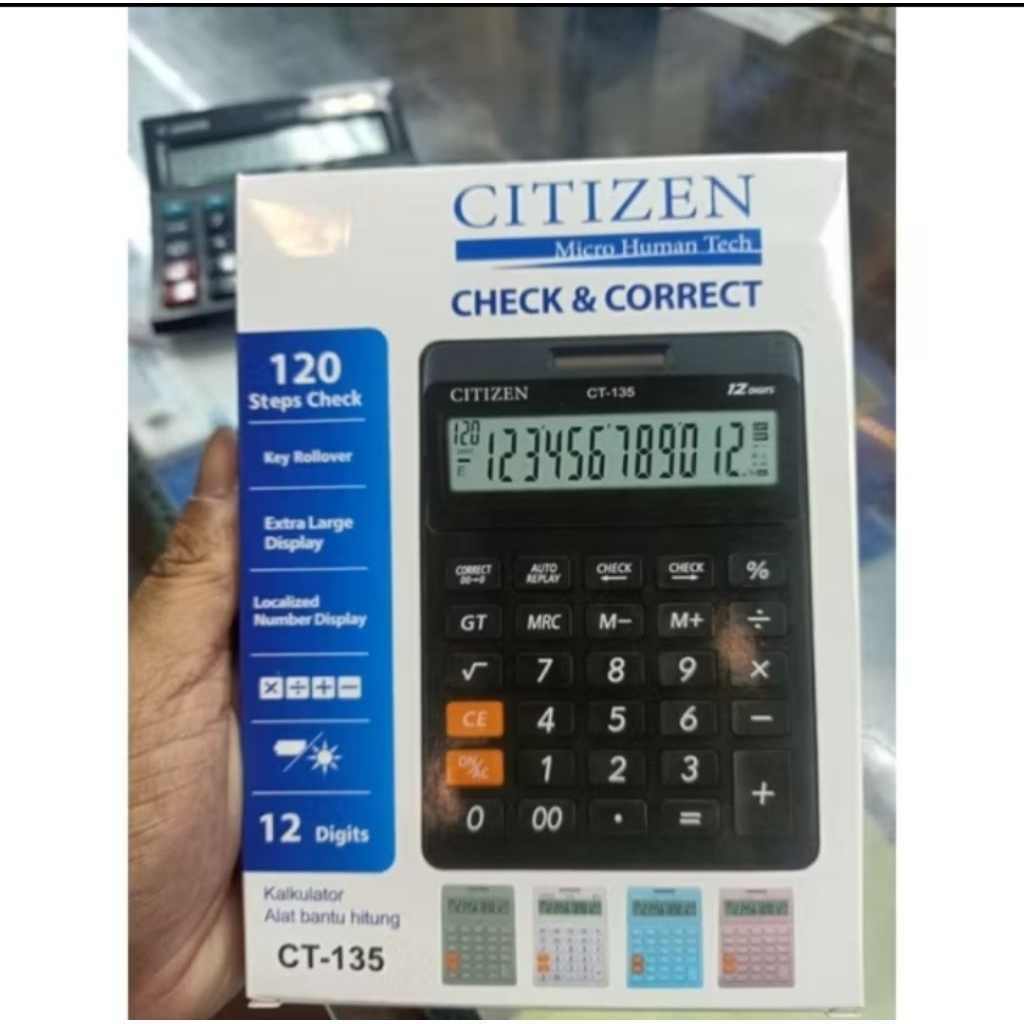 CITIZEN
Micro Human Tech
CHECK & CORRECT
120
Steps Check
Key Rollover
Extra Large
Display
Localized
Number Display
× ÷ + −
12 Digits
CITIZEN CT-135 12 DIGITS
120 123456789012.
CORRECT 00→0 AUTO REPLAY CHECK ← CHECK → %
GT MRC M− M+ ÷
√ 7 8 9 ×
CE 4 5 6 −
ON/AC 1 2 3 +
0 00 . =
Kalkulator
Alat bantu hitung
CT-135